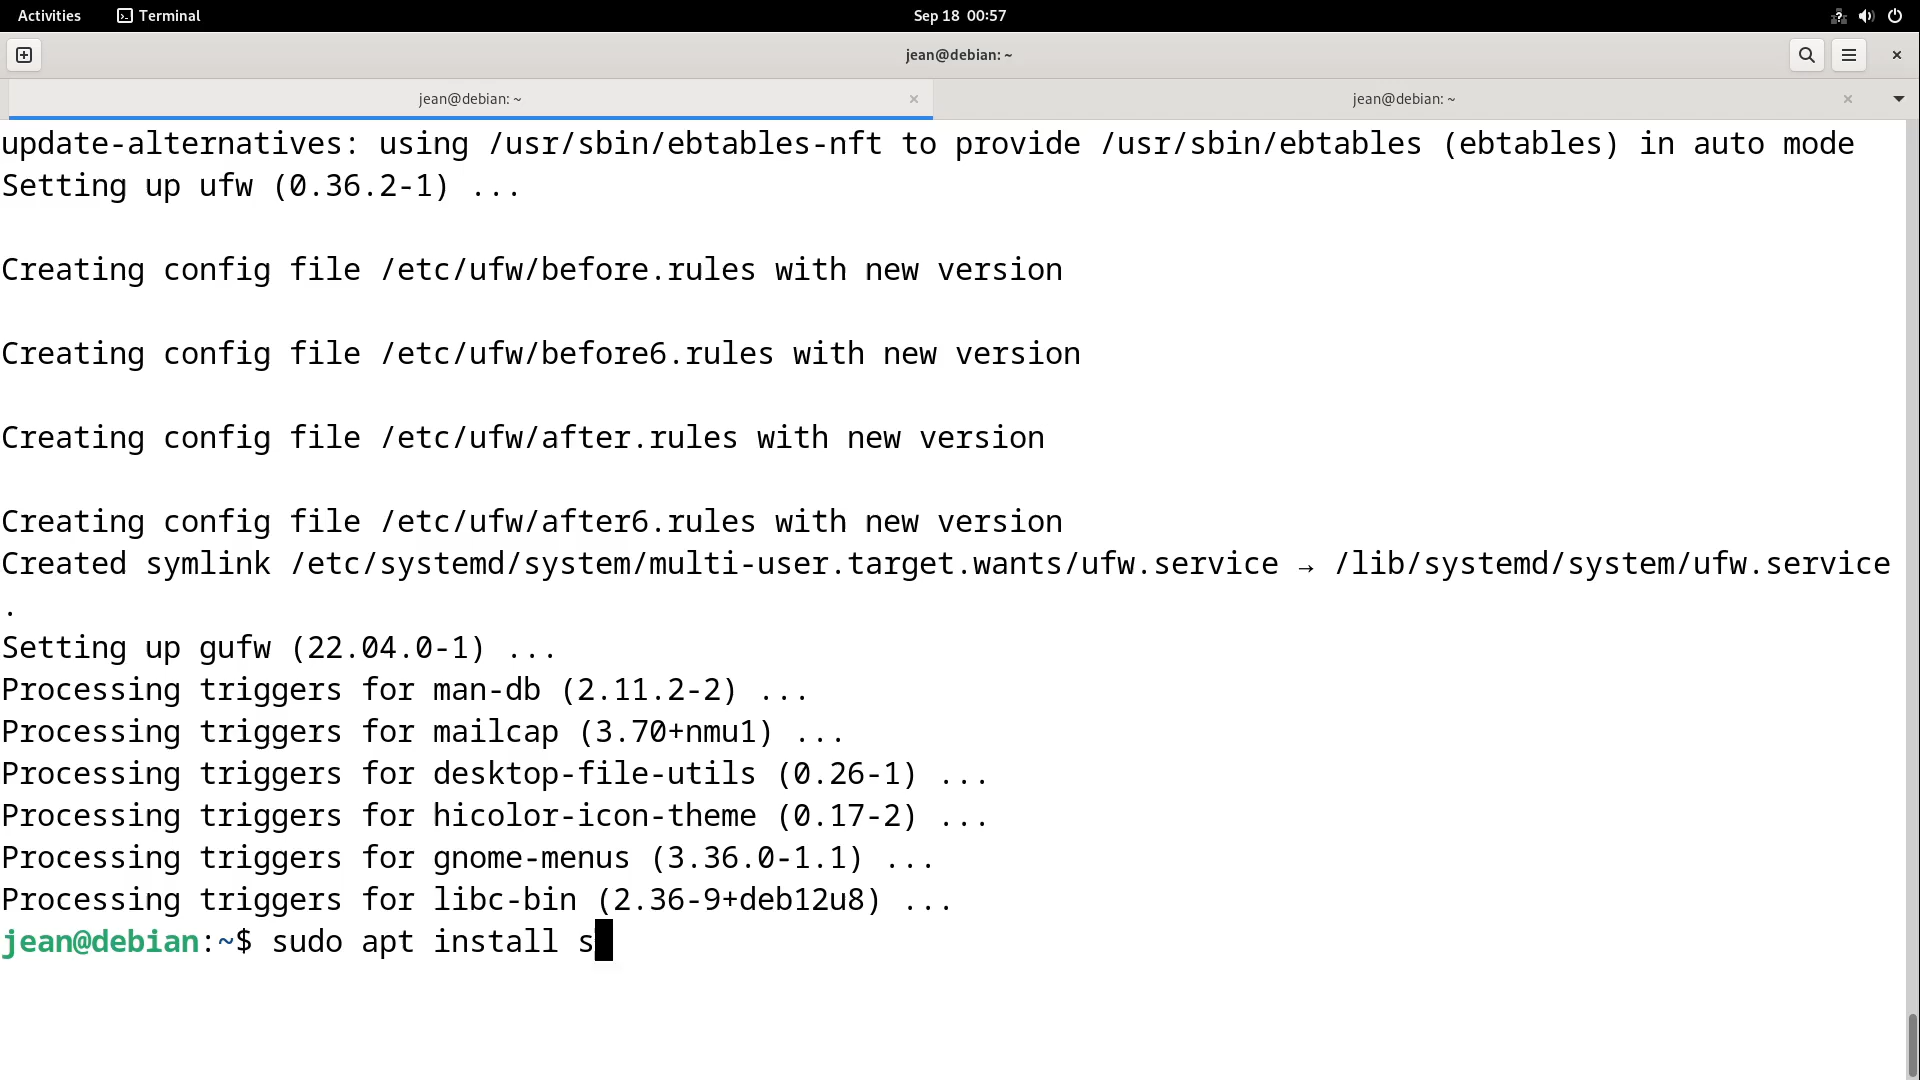 Activities
Terminal
Sep 18 00:57
jean@debian: ~
jean@debian: ~
jean@debian: ~
update-alternatives: using /usr/sbin/ebtables-nft to provide /usr/sbin/ebtables (ebtables) in auto mode
Setting up ufw (0.36.2-1) ...
Creating config file /etc/ufw/before.rules with new version
Creating config file /etc/ufw/before6.rules with new version
Creating config file /etc/ufw/after.rules with new version
Creating config file /etc/ufw/after6.rules with new version
Created symlink /etc/systemd/system/multi-user.target.wants/ufw.service → /lib/systemd/system/ufw.service
.
Setting up gufw (22.04.0-1) ...
Processing triggers for man-db (2.11.2-2) ...
Processing triggers for mailcap (3.70+nmu1) ...
Processing triggers for desktop-file-utils (0.26-1) ...
Processing triggers for hicolor-icon-theme (0.17-2) ...
Processing triggers for gnome-menus (3.36.0-1.1) ...
Processing triggers for libc-bin (2.36-9+deb12u8) ...
jean@debian:~$ sudo apt install s